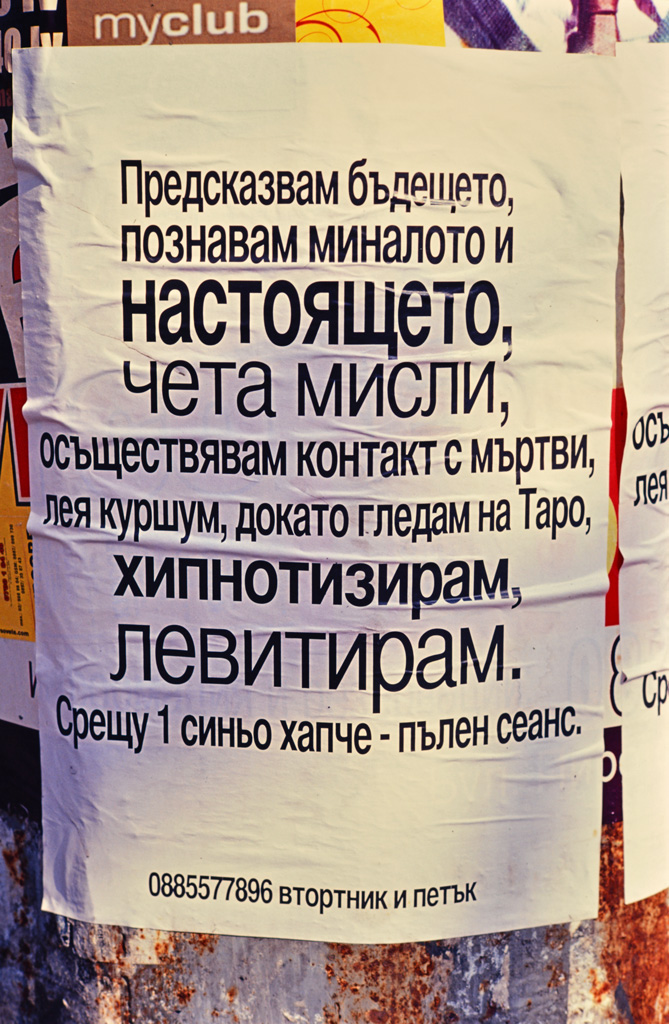 myclub
Предсказвам бъдещето,
познавам миналото и
настоящето,
чета мисли,
осъществявам контакт с мъртви,
лея куршум, докато гледам на Таро,
хипнотизирам,
левитирам.
Срещу 1 синьо хапче - пълен сеанс.
0885577896 втортник и петък
осъ
лея
Ср